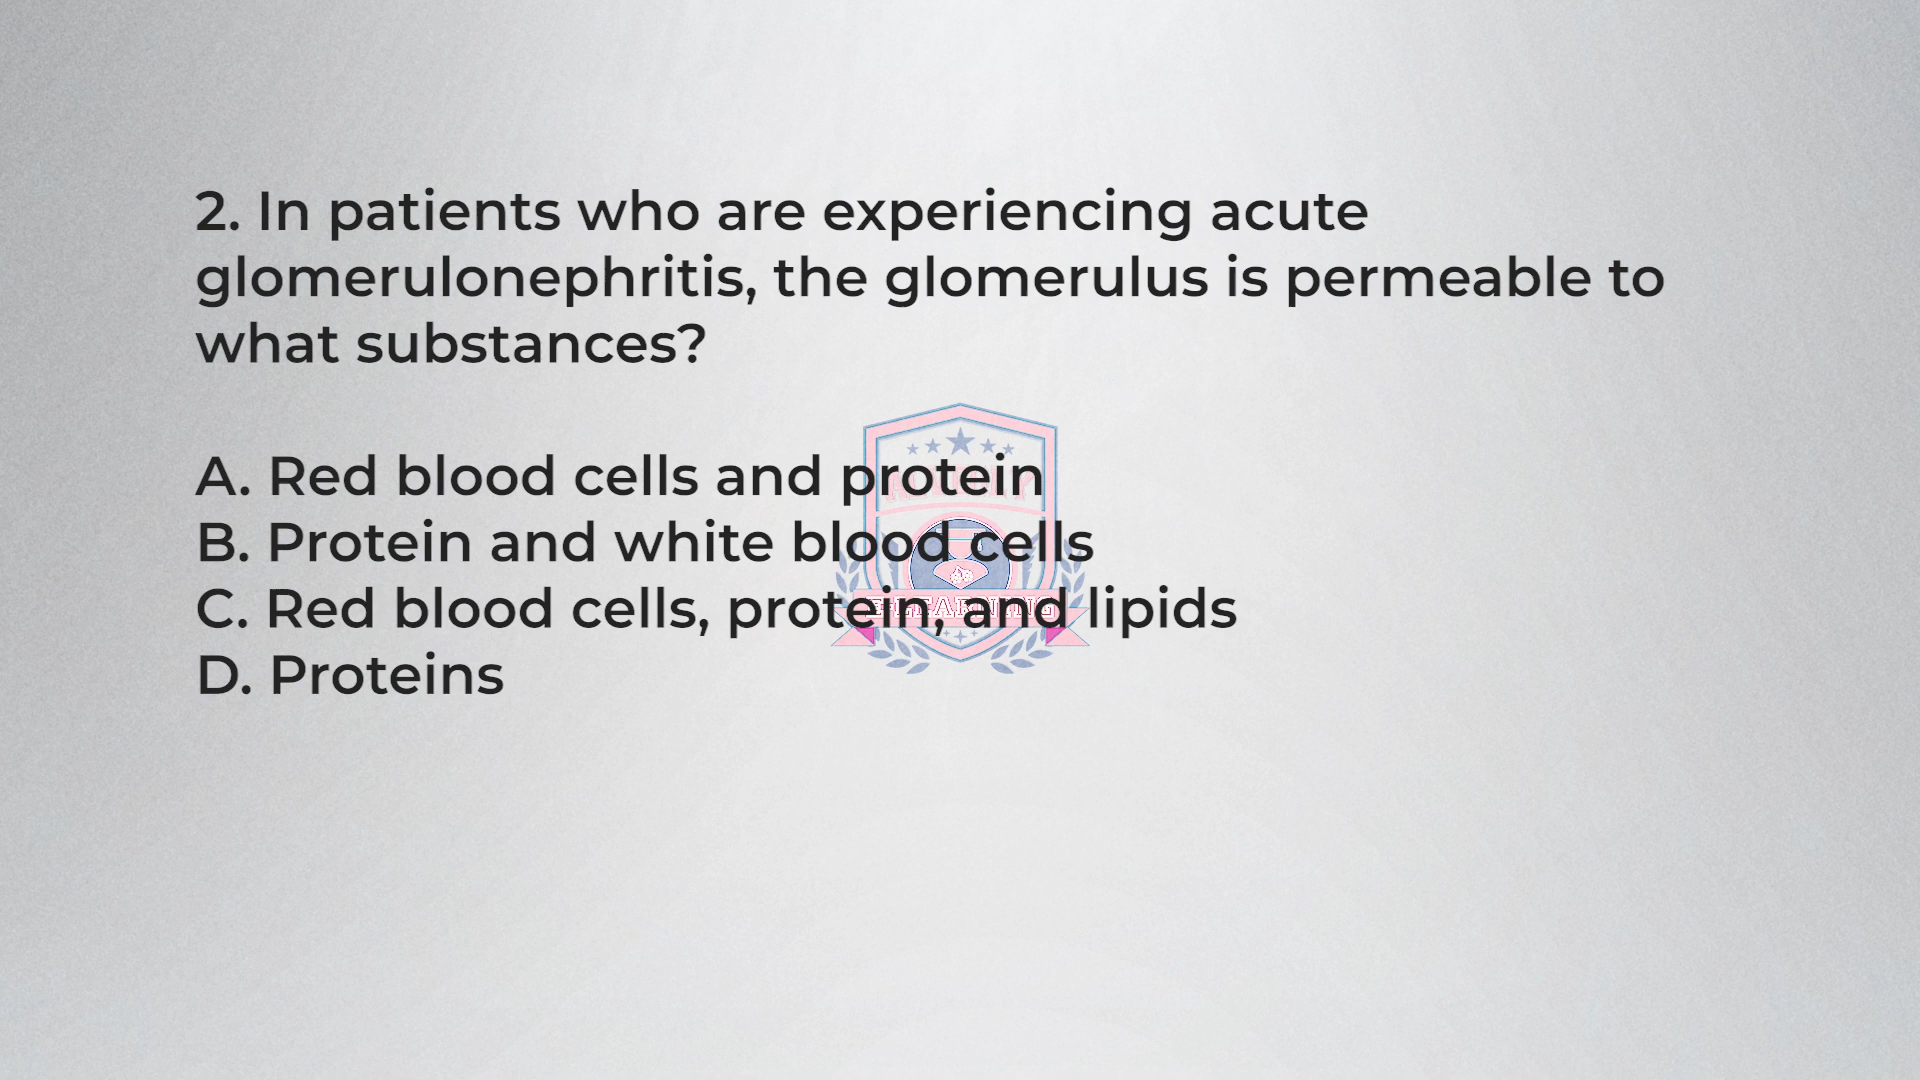 2. In patients who are experiencing acute
glomerulonephritis, the glomerulus is permeable to
what substances?
A. Red blood cells and protein
B. Protein and white blood cells
C. Red blood cells, protein, and lipids
D. Proteins
E-LEARNING